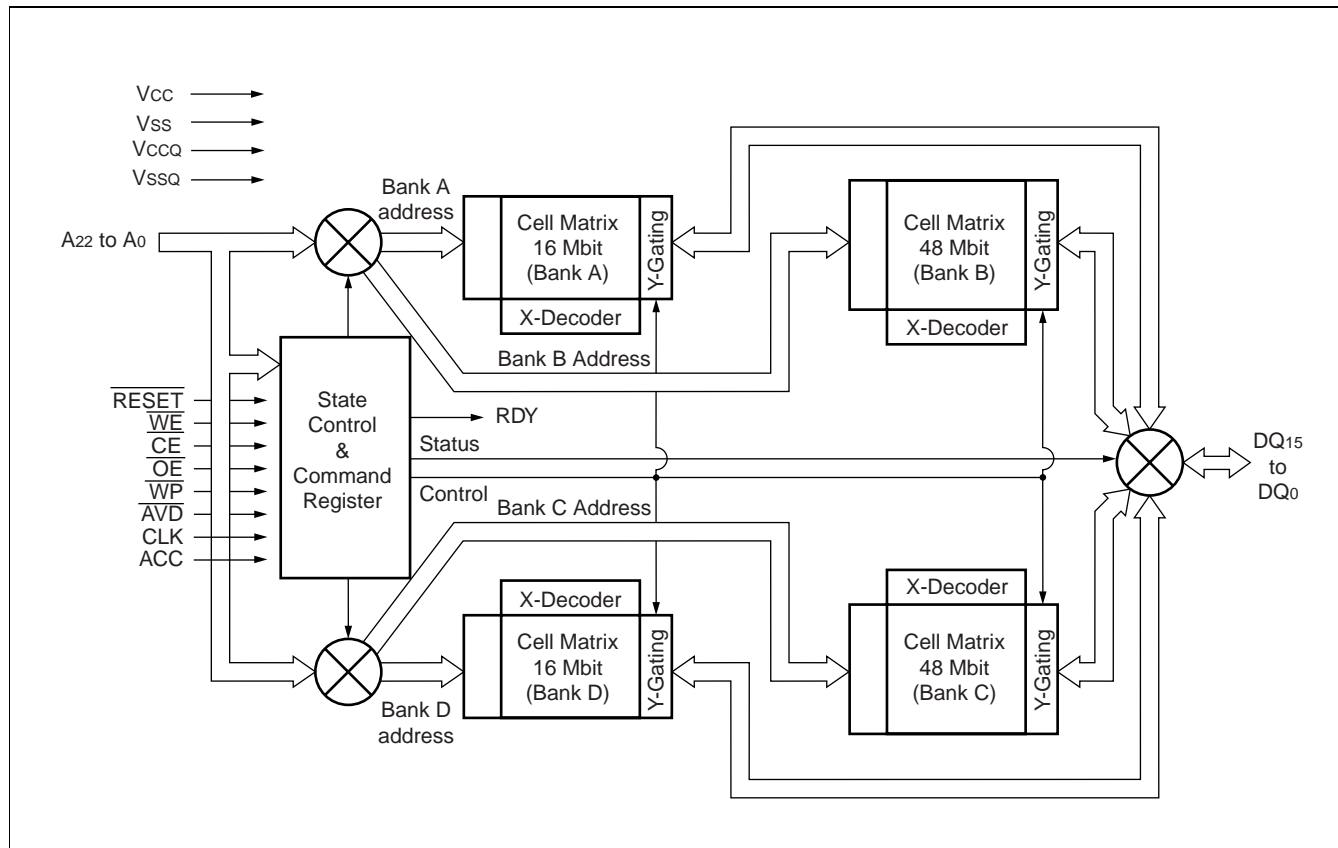 VCC
VSS
VCCQ
VSSQ
A22 to A0
Bank A
address
Cell Matrix
16 Mbit
(Bank A)
Y-Gating
X-Decoder
Cell Matrix
48 Mbit
(Bank B)
Y-Gating
X-Decoder
Bank B Address
RESET
WE
CE
OE
WP
AVD
CLK
ACC
State
Control
&
Command
Register
RDY
Status
Control
Bank C Address
DQ15
to
DQ0
X-Decoder
Cell Matrix
16 Mbit
(Bank D)
Y-Gating
X-Decoder
Cell Matrix
48 Mbit
(Bank C)
Y-Gating
Bank D
address